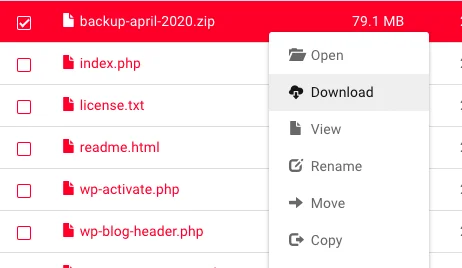 backup-april-2020.zip 79.1 MB
index.php
Open
license.txt
Download
View
readme.html
Rename
wp-activate.php
Move
wp-blog-header.php
Copy